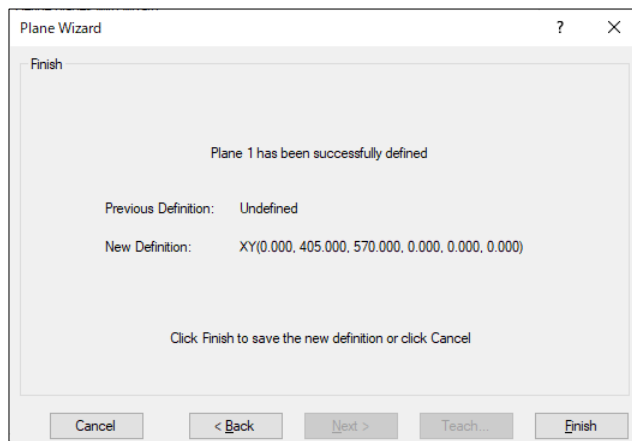 Plane Wizard ? ×
Finish
Plane 1 has been successfully defined
Previous Definition: Undefined
New Definition: XY(0.000, 405.000, 570.000, 0.000, 0.000, 0.000)
Click Finish to save the new definition or click Cancel
Cancel < Back Next > Teach... Finish